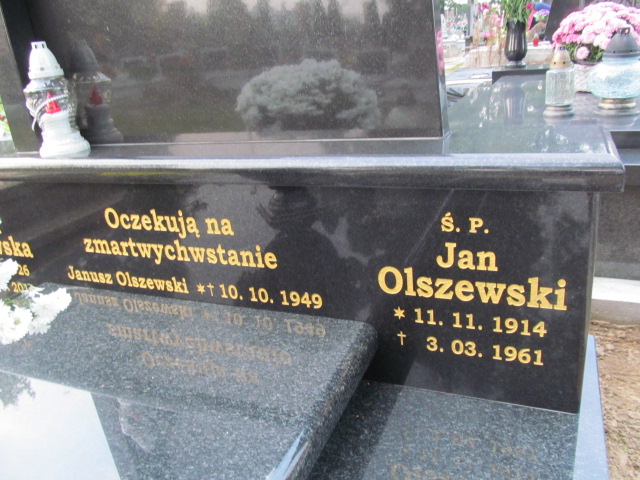 Oczekują na
zmartwychwstanie
Janusz Olszewski *† 10. 10. 1949
Ś. P.
Jan
Olszewski
* 11. 11. 1914
† 3. 03. 1961